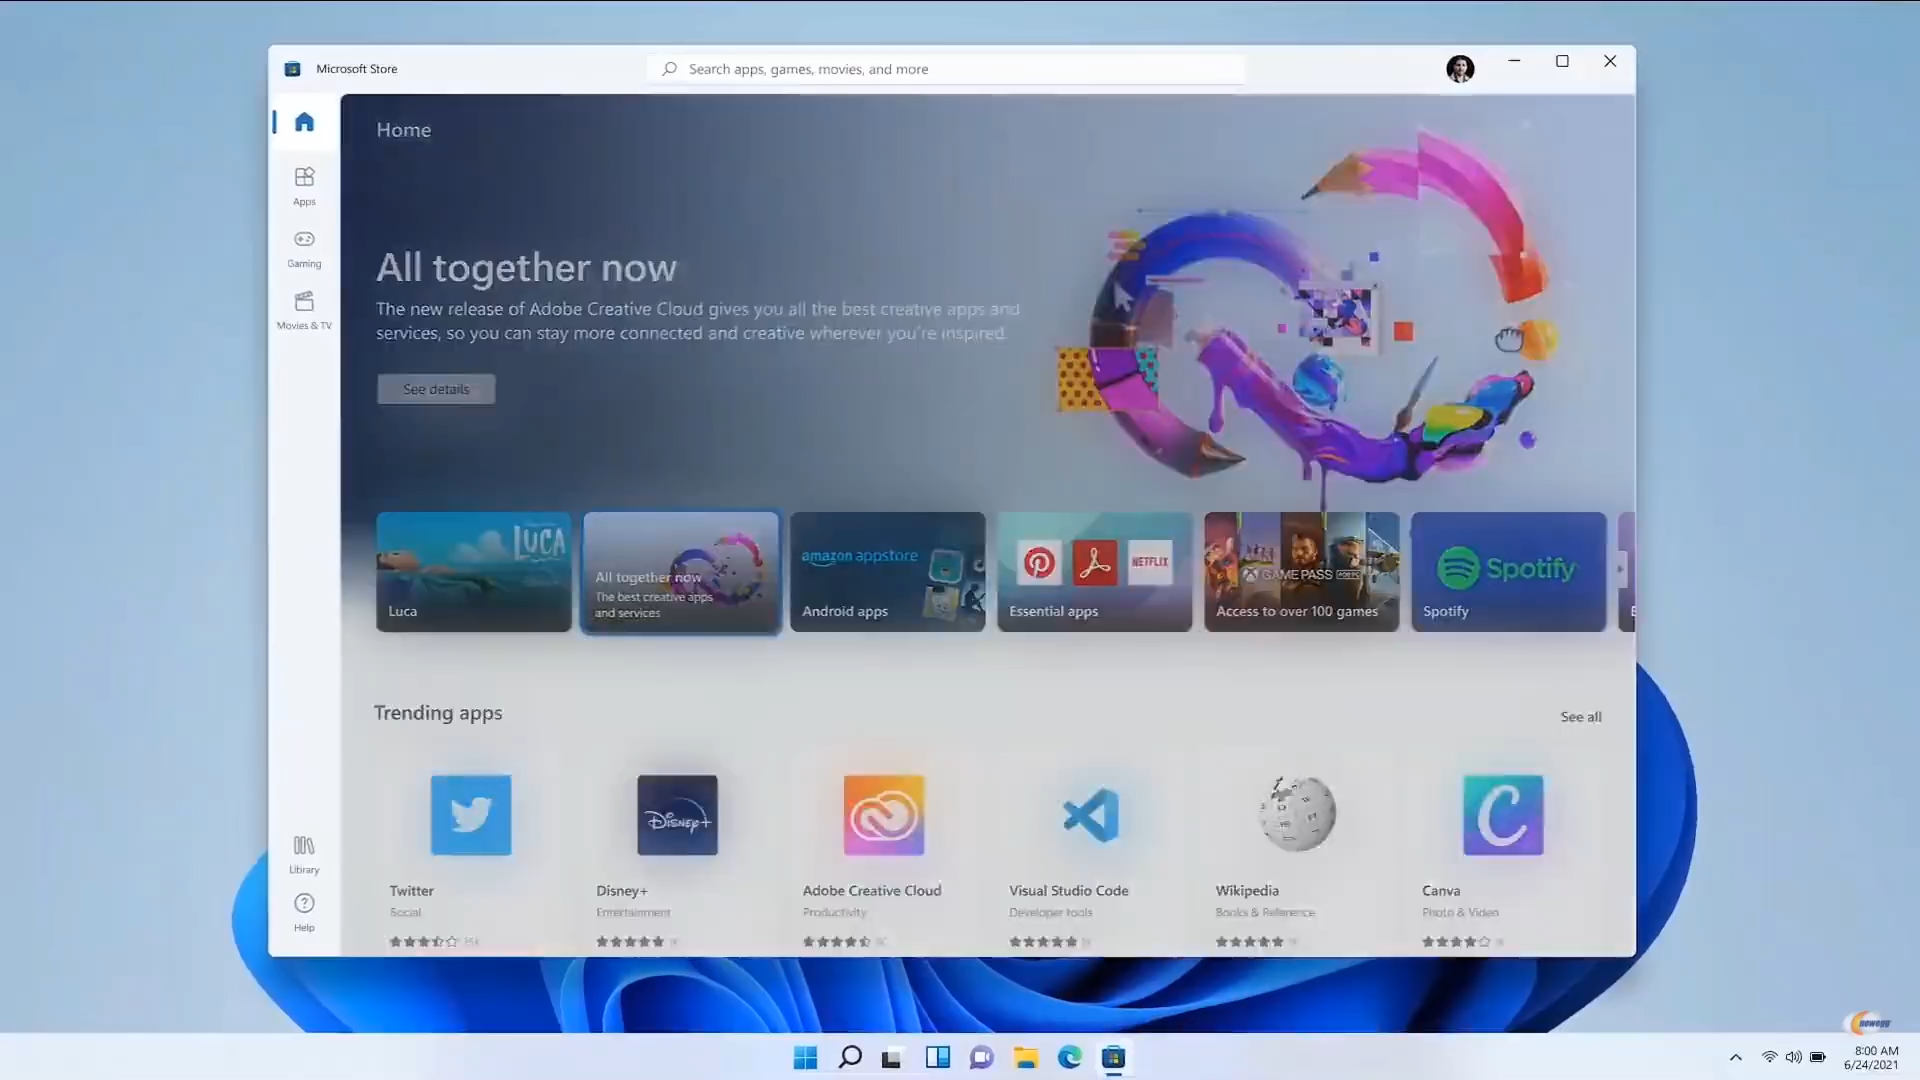 Microsoft Store
Search apps, games, movies, and more
Home
Apps
Gaming
Movies & TV
All together now
The new release of Adobe Creative Cloud gives you all the best creative apps and
services, so you can stay more connected and creative wherever you're inspired.
See details
LUCA
Luca
All together now
The best creative apps
and services
amazon appstore
Android apps
NETFLIX
Essential apps
GAME PASS
Access to over 100 games
Spotify
Spotify
Trending apps
See all
Disney+
Twitter
Social
Disney+
Entertainment
Adobe Creative Cloud
Productivity
Visual Studio Code
Developer tools
Wikipedia
Books & Reference
Canva
Photo & Video
Library
Help
newegg
8:00 AM
6/24/2021